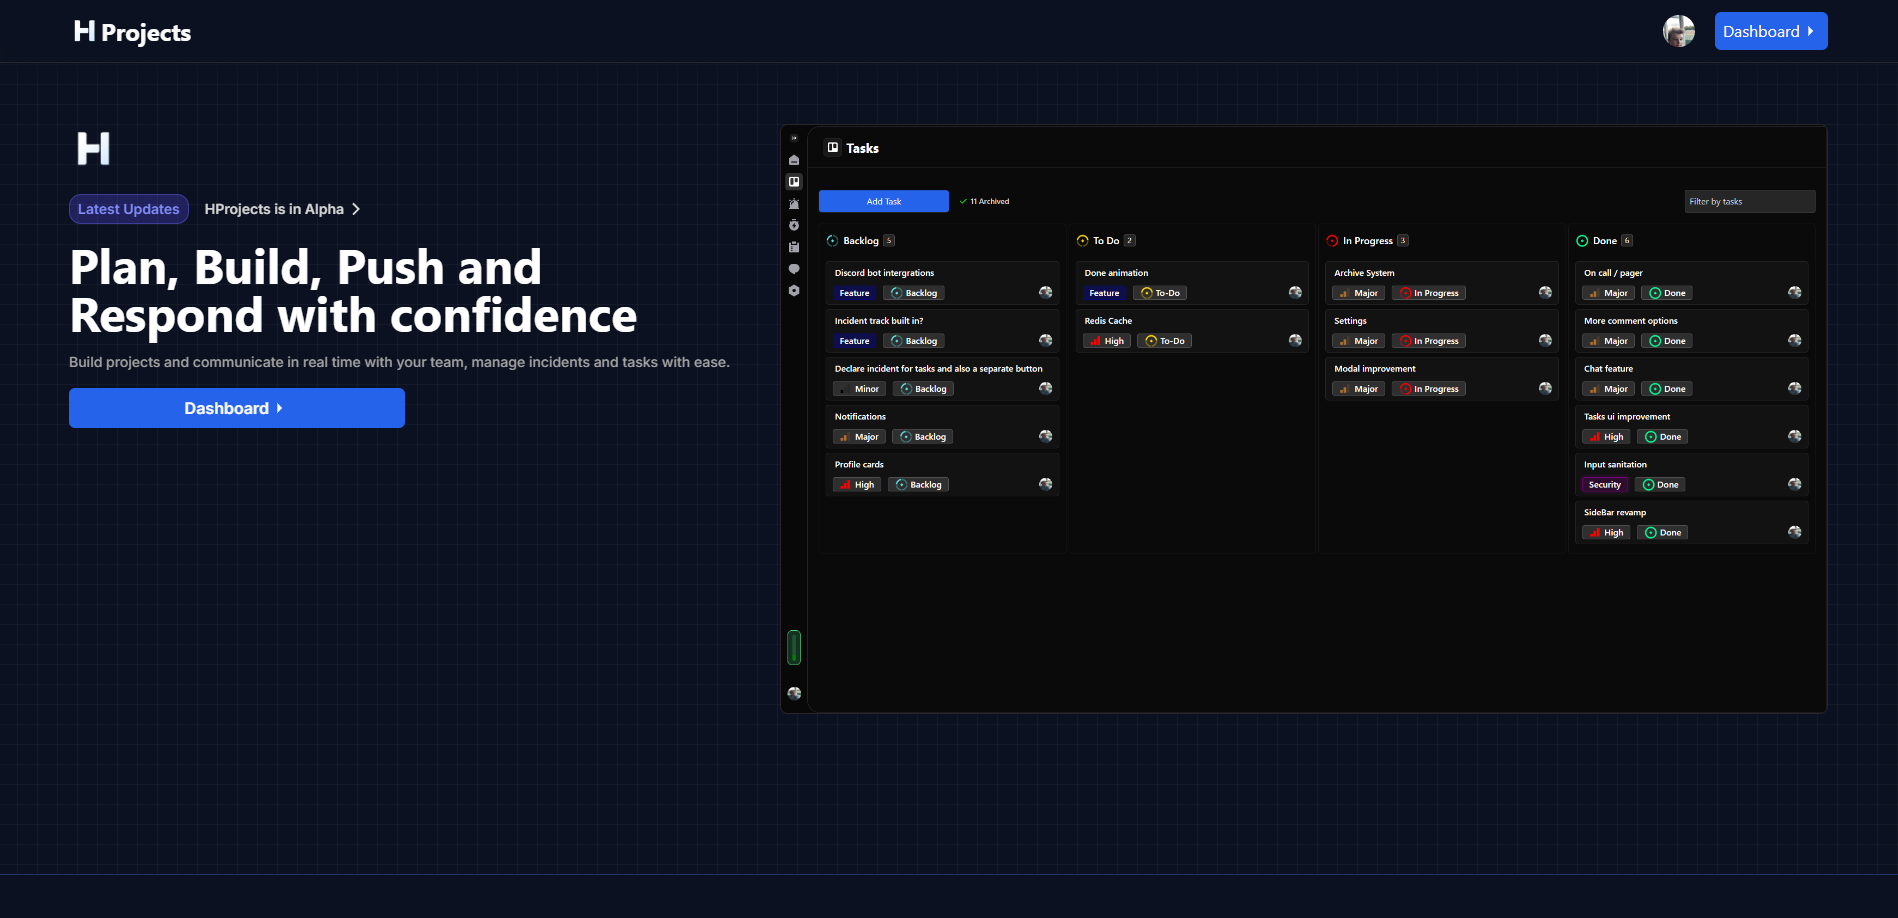 H Projects
Dashboard
H
Latest Updates
HProjects is in Alpha
Plan, Build, Push and
Respond with confidence
Build projects and communicate in real time with your team, manage incidents and tasks with ease.
Dashboard
Tasks
Add Task
11 Archived
Filter by tasks
Backlog 5
Discord bot intergrations
Feature Backlog
Incident track built in?
Feature Backlog
Declare incident for tasks and also a separate button
Minor Backlog
Notifications
Major Backlog
Profile cards
High Backlog
To Do 2
Done animation
Feature To-Do
Redis Cache
High To-Do
In Progress 3
Archive System
Major In Progress
Settings
Major In Progress
Modal improvement
Major In Progress
Done 6
On call / pager
Major Done
More comment options
Major Done
Chat feature
Major Done
Tasks ui improvement
High Done
Input sanitation
Security Done
SideBar revamp
High Done